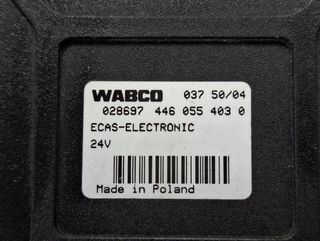 WABCO 037 50/04
028697 446 055 403 0
ECAS-ELECTRONIC
24V
Made in Poland